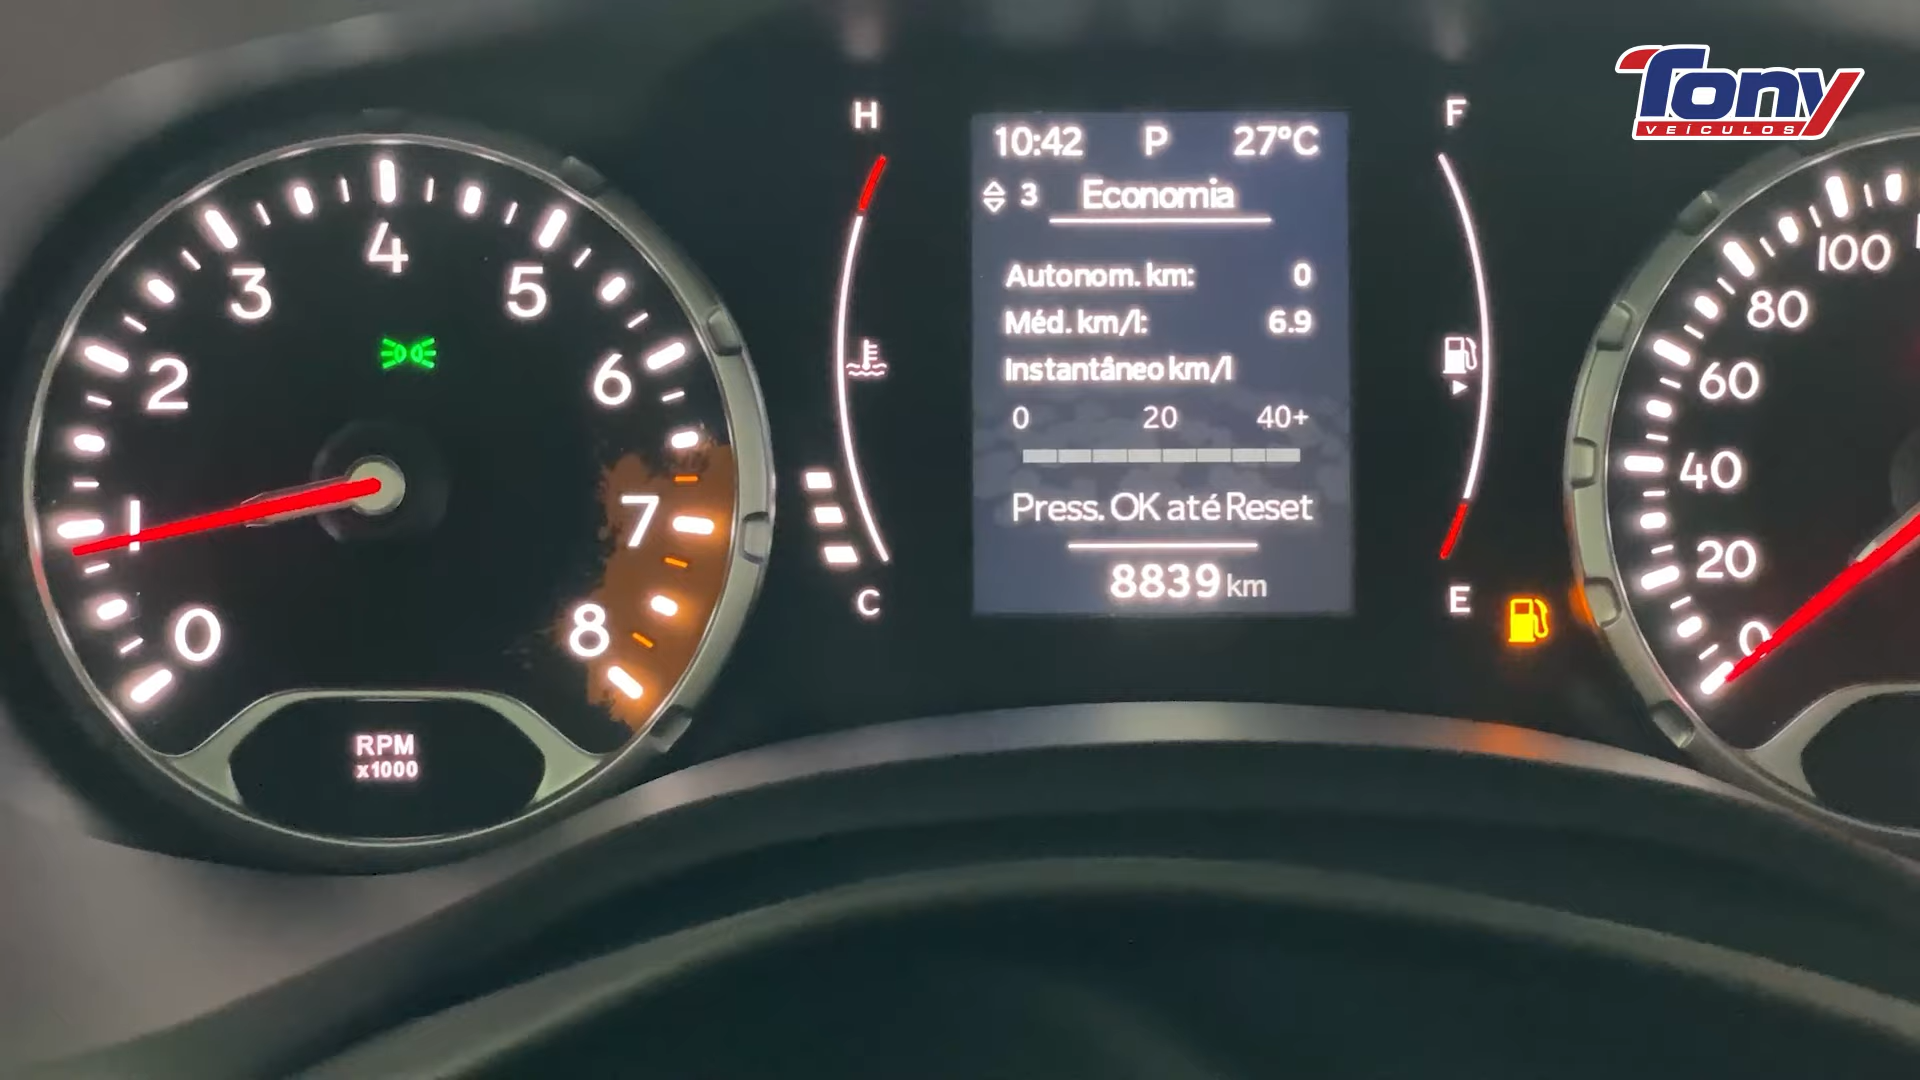 Tony
VEÍCULOS
H
F
10:42 P 27°C
3 Economia
Autonom. km: 0
Méd. km/l: 6.9
Instantâneo km/l
0 20 40+
Press. OK até Reset
8839 km
C
E
0
1
2
3
4
5
6
7
8
RPM
x1000
0
20
40
60
80
100